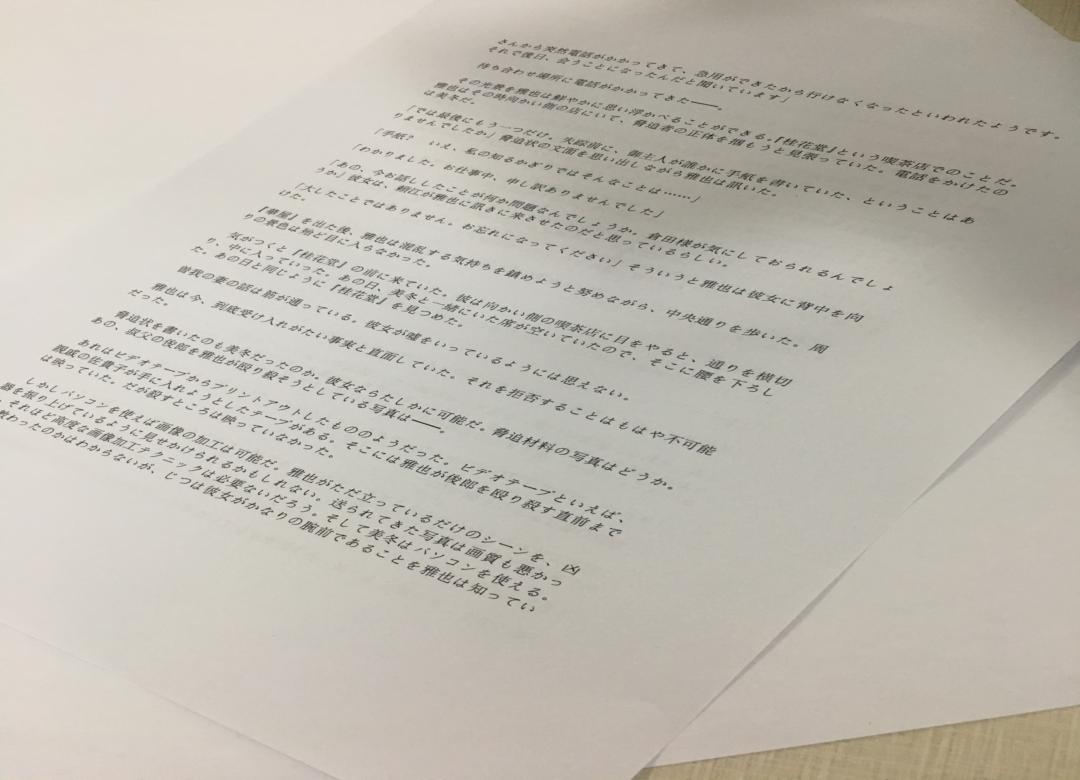 さんから突然電話がかかってきて、急用ができたから行けなくなったといわれたようです。
それで後日、会うことになったんだと聞いています」
待ち合わせ場所に電話がかかってきた――。
その光景を雅也は鮮やかに思い浮かべることができる。『桂花堂』という喫茶店でのことだ。
雅也はその時向かい側の店にいて、脅迫者の正体を掴もうと見張っていた。電話をかけたの
は美冬だ。
「では最後にもう一つだけ。失踪前に、御主人が誰かに手紙を書いていた、ということはあ
りませんでしたか」脅迫状の文面を思い出しながら雅也は訊いた。
「手紙？　いえ、私の知るかぎりではそんなことは……」
「わかりました。お仕事中、申し訳ありませんでした」
「あの、今お話ししたことが何か問題なんでしょうか。倉田様が気にしておられるんでしょ
うか」彼女は、頼江が雅也に訊きに来させたのだと思っているらしい。
「大したことではありません。お忘れになってください」そういうと雅也は彼女に背中を向
けた。
『華屋』を出た後、雅也は混乱する気持ちを鎮めようと努めながら、中央通りを歩いた。周
りの景色は殆ど目に入らなかった。
気がつくと『桂花堂』の前に来ていた。彼は向かい側の喫茶店に目をやると、通りを横切
り、中に入っていった。あの日、美冬と一緒にいた席が空いていたので、そこに腰を下ろし
た。あの日と同じように『桂花堂』を見つめた。
曽我の妻の話は筋が通っている。彼女が嘘をいっているようには思えない。
雅也は今、到底受け入れがたい事実と直面していた。それを拒否することはもはや不可能
だった。
脅迫状を書いたのも美冬だったのか。彼女ならたしかに可能だ。脅迫材料の写真はどうか。
あの、叔父の俊郎を雅也が殴り殺そうとしている写真は――。
あれはビデオテープからプリントアウトしたもののようだった。ビデオテープといえば、
親戚の佐貴子が手に入れようとしたテープがある。そこには雅也が俊郎を殴り殺す直前まで
は映っていた。だが殺すところは映っていなかった。
しかしパソコンを使えば画像の加工は可能だ。雅也がただ立っているだけのシーンを、凶
器を振り上げているように見せかけられるかもしれない。送られてきた写真は画質も悪かっ
。それほど高度な画像加工テクニックは必要ないだろう。そして美冬はパソコンを使える。
教わったのかはわからないが、じつは彼女がかなりの腕前であることを雅也は知ってい